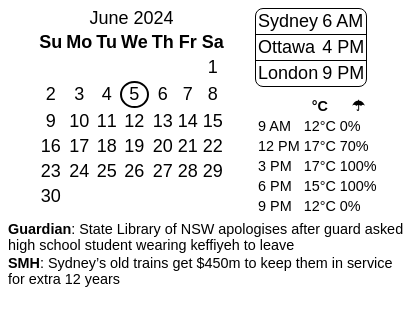 June 2024
Su Mo Tu We Th Fr Sa
1
2 3 4 5 6 7 8
9 10 11 12 13 14 15
16 17 18 19 20 21 22
23 24 25 26 27 28 29
30
Sydney 6 AM
Ottawa 4 PM
London 9 PM
°C ☂
9 AM 12°C 0%
12 PM 17°C 70%
3 PM 17°C 100%
6 PM 15°C 100%
9 PM 12°C 0%
Guardian: State Library of NSW apologises after guard asked
high school student wearing keffiyeh to leave
SMH: Sydney's old trains get $450m to keep them in service
for extra 12 years